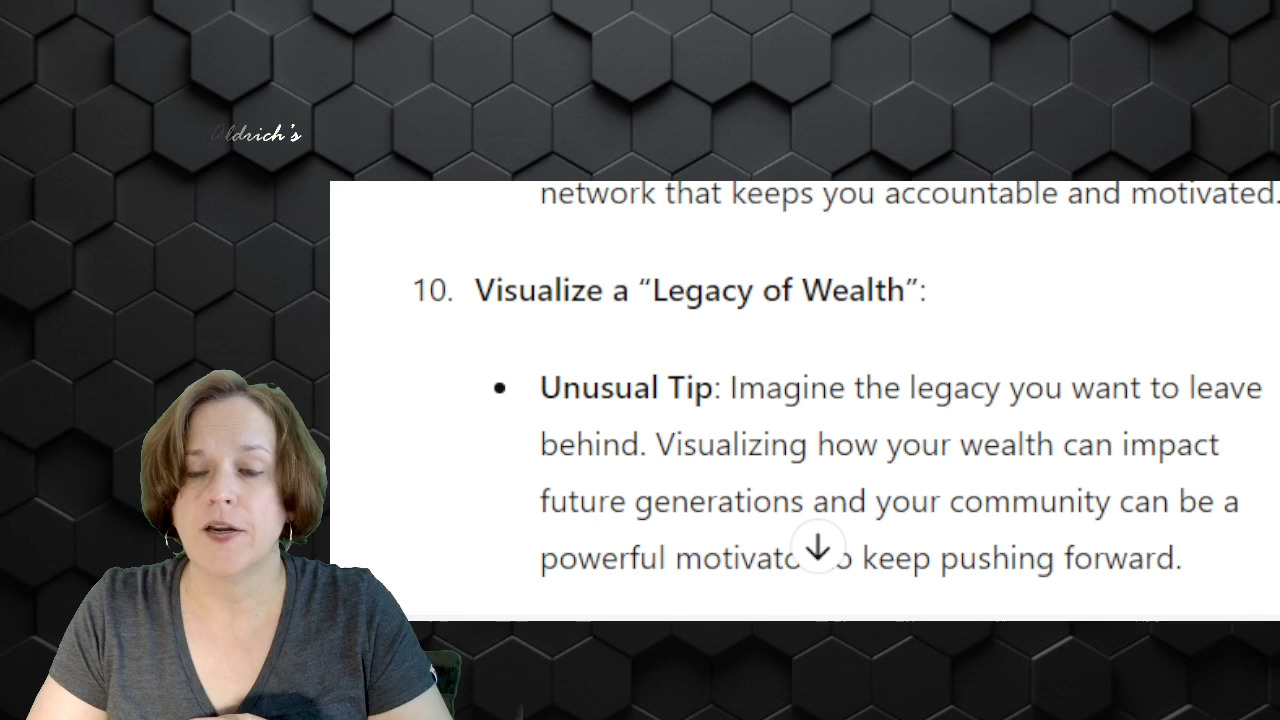 Aldrich's
network that keeps you accountable and motivated.
10. Visualize a “Legacy of Wealth”:
• Unusual Tip: Imagine the legacy you want to leave
behind. Visualizing how your wealth can impact
future generations and your community can be a
powerful motivato o keep pushing forward.